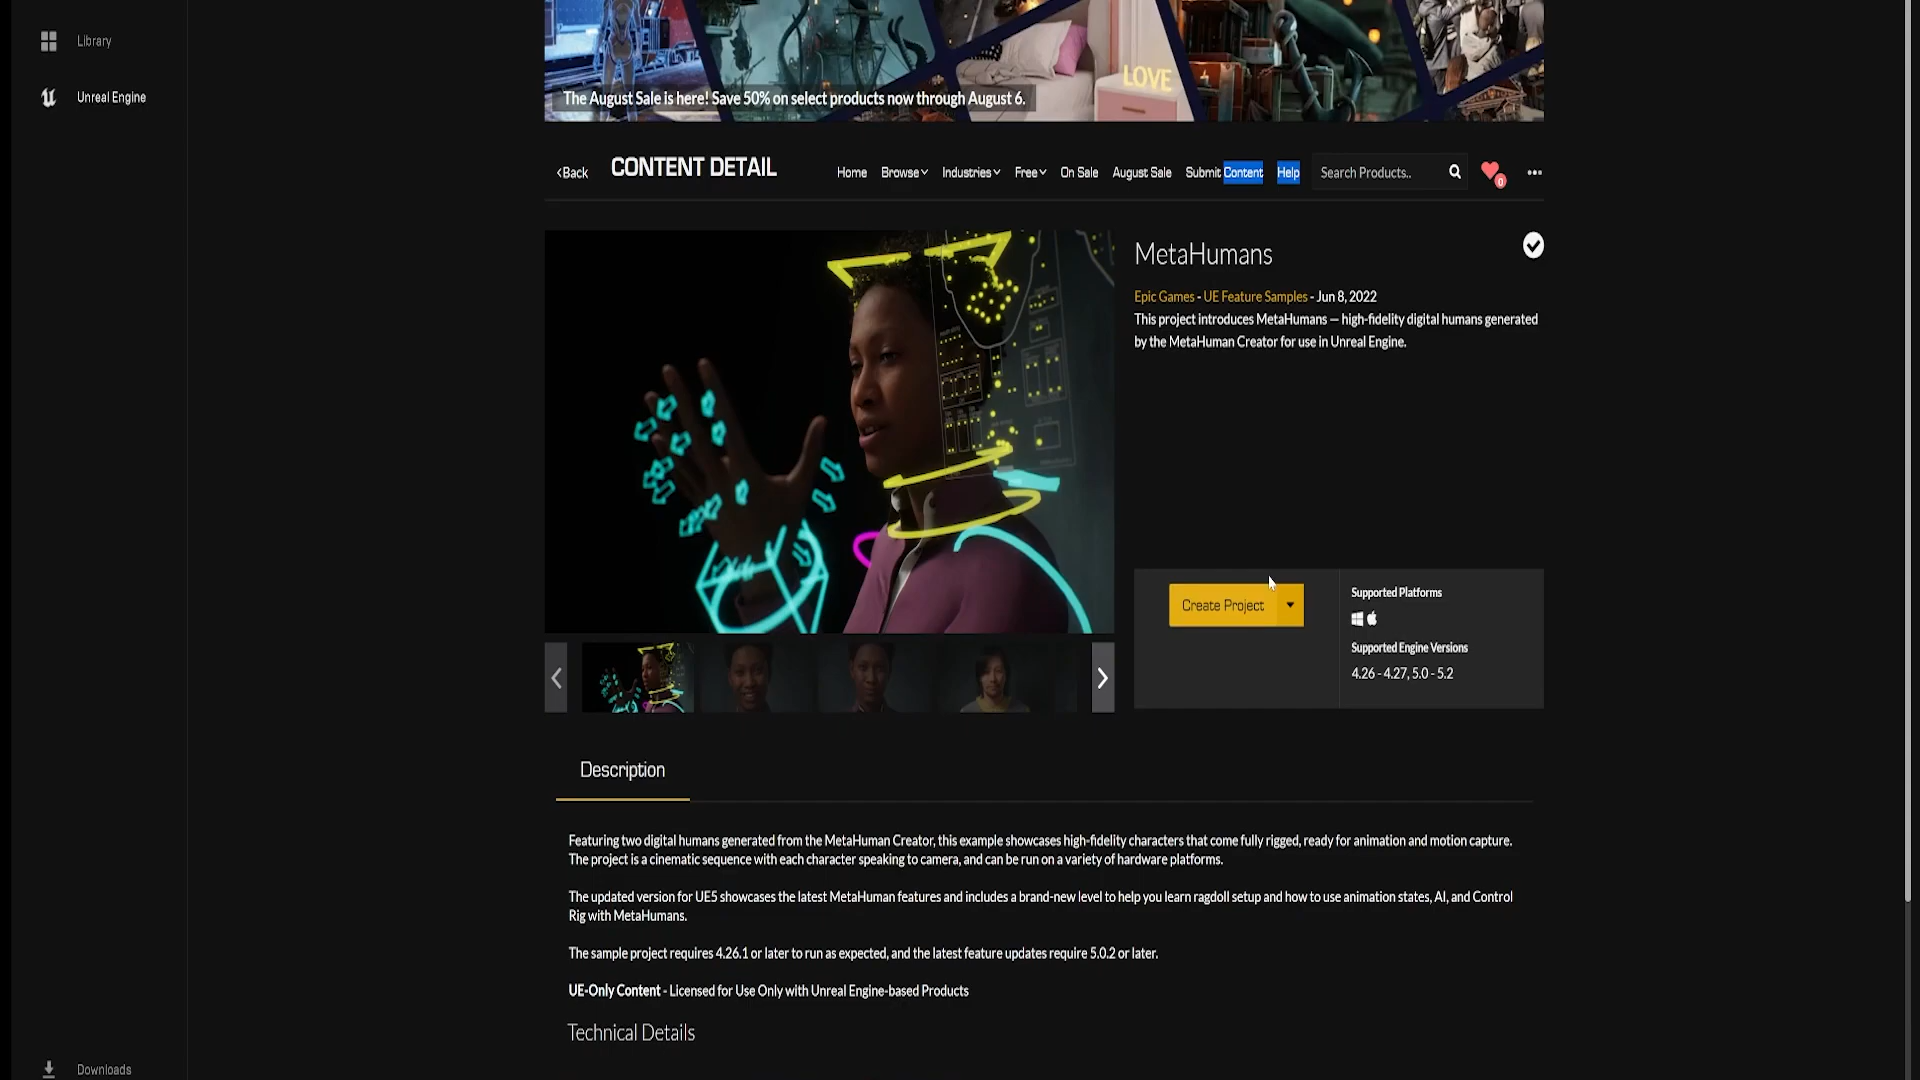 Library
Unreal Engine
LOVE
The August Sale is here! Save 50% on select products now through August 6.
Back CONTENT DETAIL Home Browse Industries Free On Sale August Sale Submit Content Help Search Products.. 0
MetaHumans
Epic Games - UE Feature Samples - Jun 8, 2022
This project introduces MetaHumans — high-fidelity digital humans generated
by the MetaHuman Creator for use in Unreal Engine.
Create Project
Supported Platforms
Supported Engine Versions
4.26 - 4.27, 5.0 - 5.2
Description
Featuring two digital humans generated from the MetaHuman Creator, this example showcases high-fidelity characters that come fully rigged, ready for animation and motion capture.
The project is a cinematic sequence with each character speaking to camera, and can be run on a variety of hardware platforms.
The updated version for UE5 showcases the latest MetaHuman features and includes a brand-new level to help you learn ragdoll setup and how to use animation states, AI, and Control
Rig with MetaHumans.
The sample project requires 4.26.1 or later to run as expected, and the latest feature updates require 5.0.2 or later.
UE-Only Content - Licensed for Use Only with Unreal Engine-based Products
Technical Details
Downloads